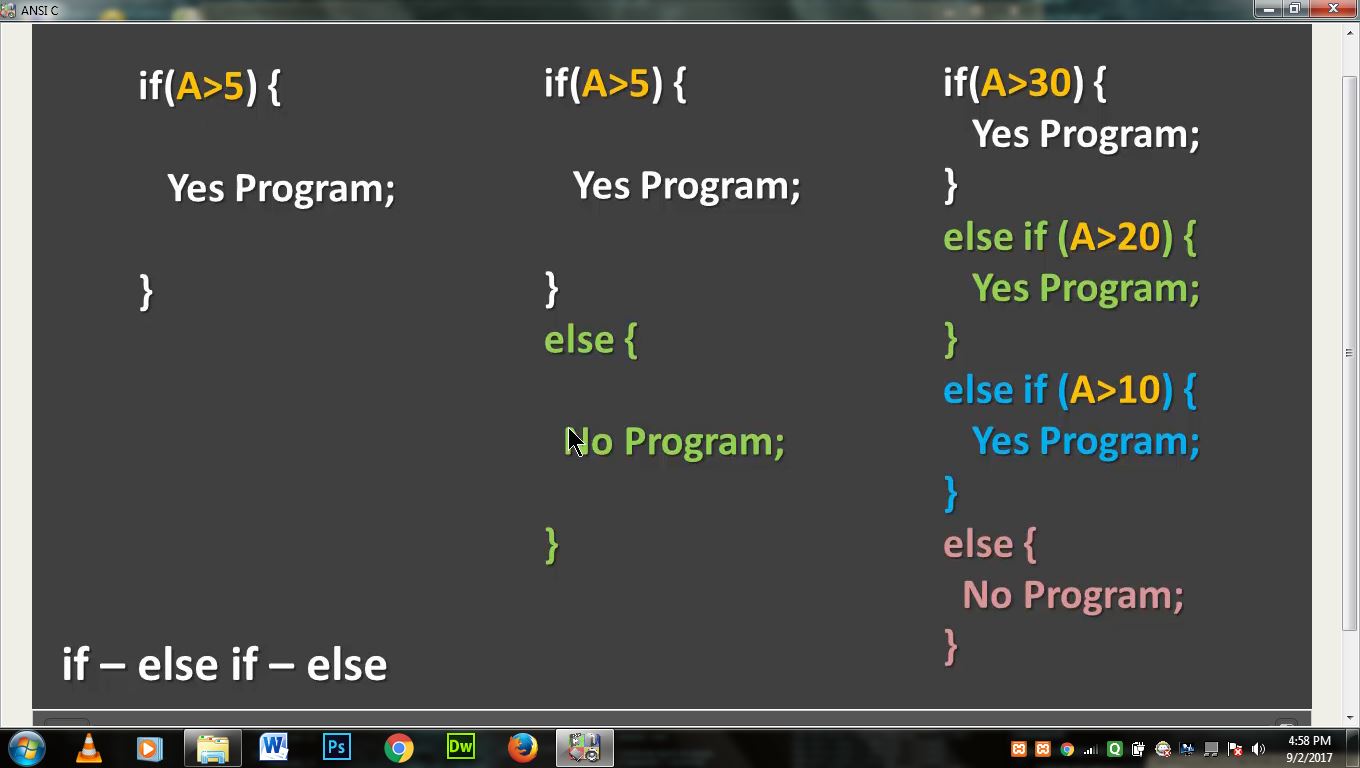 ANSI C
if(A>5) {
Yes Program;
}
if(A>5) {
Yes Program;
}
else {
No Program;
}
if(A>30) {
Yes Program;
}
else if (A>20) {
Yes Program;
}
else if (A>10) {
Yes Program;
}
else {
No Program;
}
if – else if – else
W
Ps
Dw
Q
4:58 PM
9/2/2017